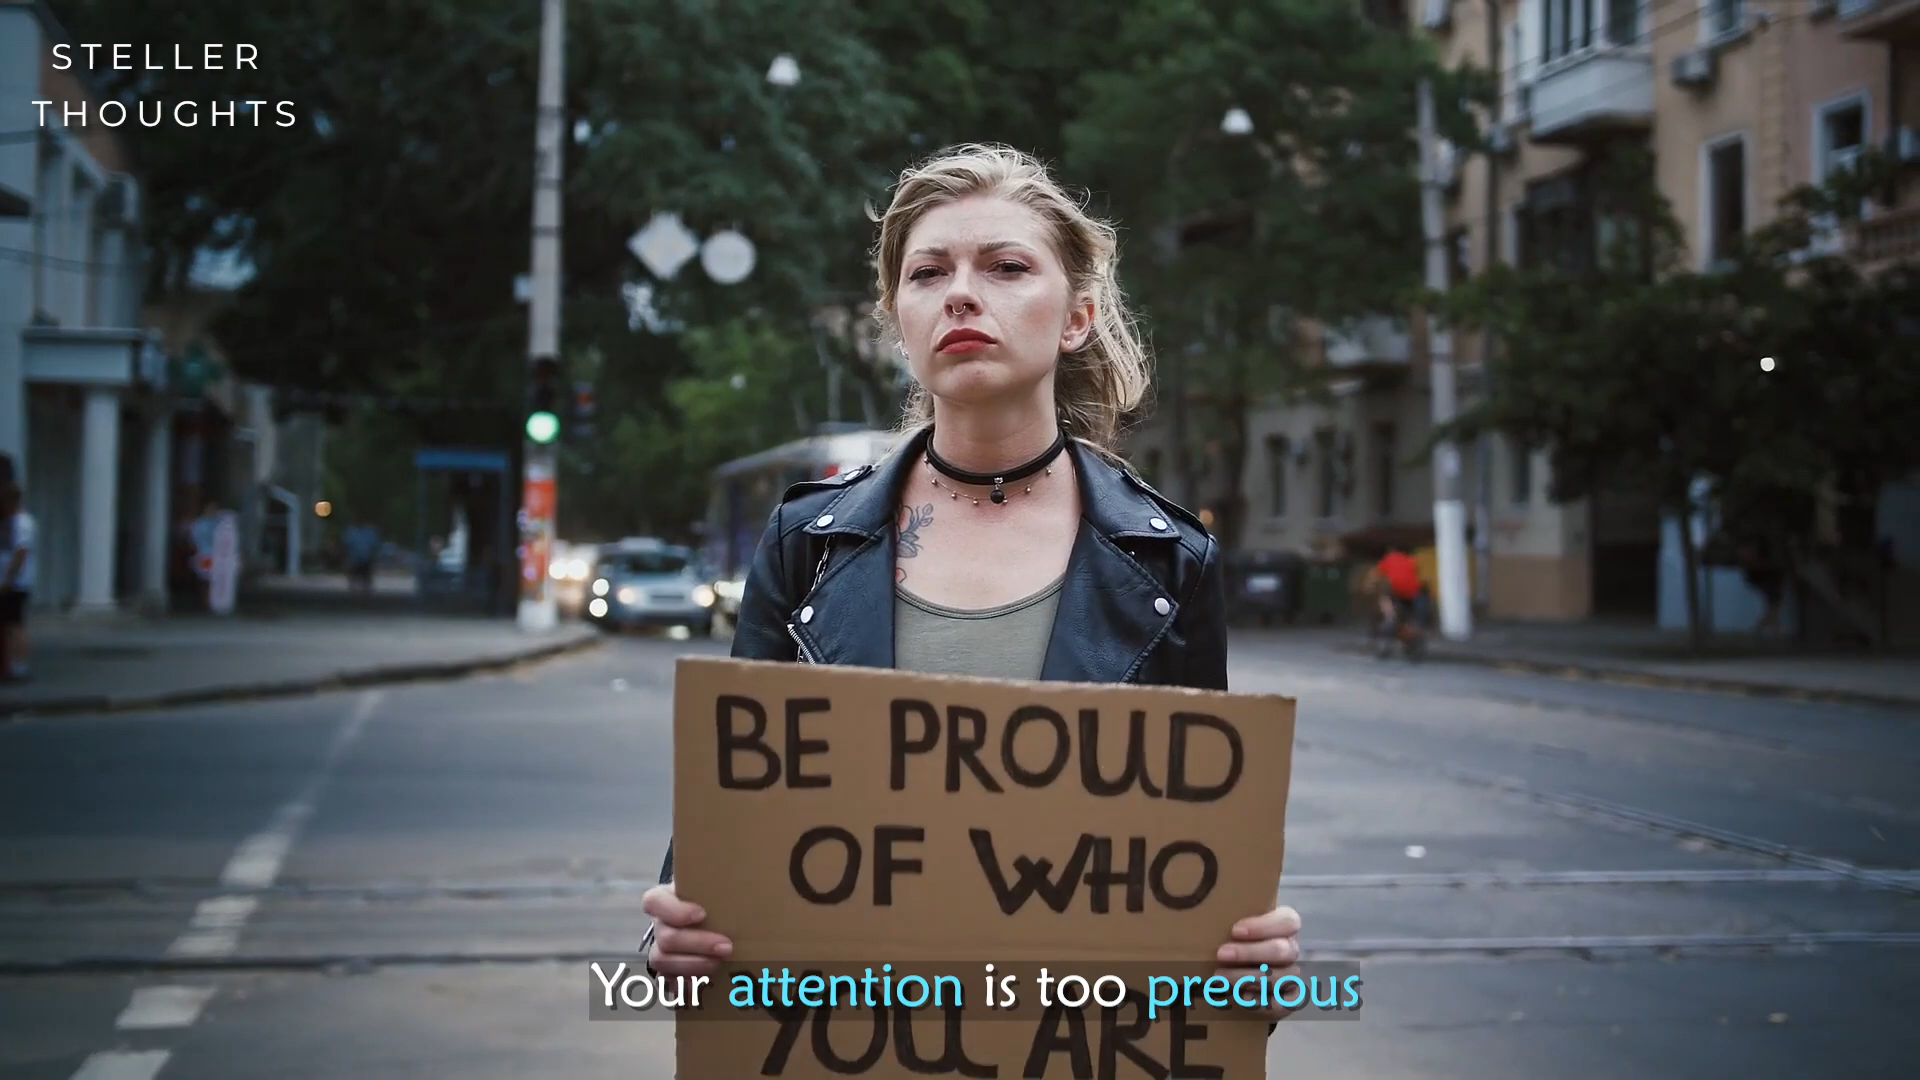 STELLER
THOUGHTS
BE PROUD
OF WHO
Your attention is too precious
YOU ARE